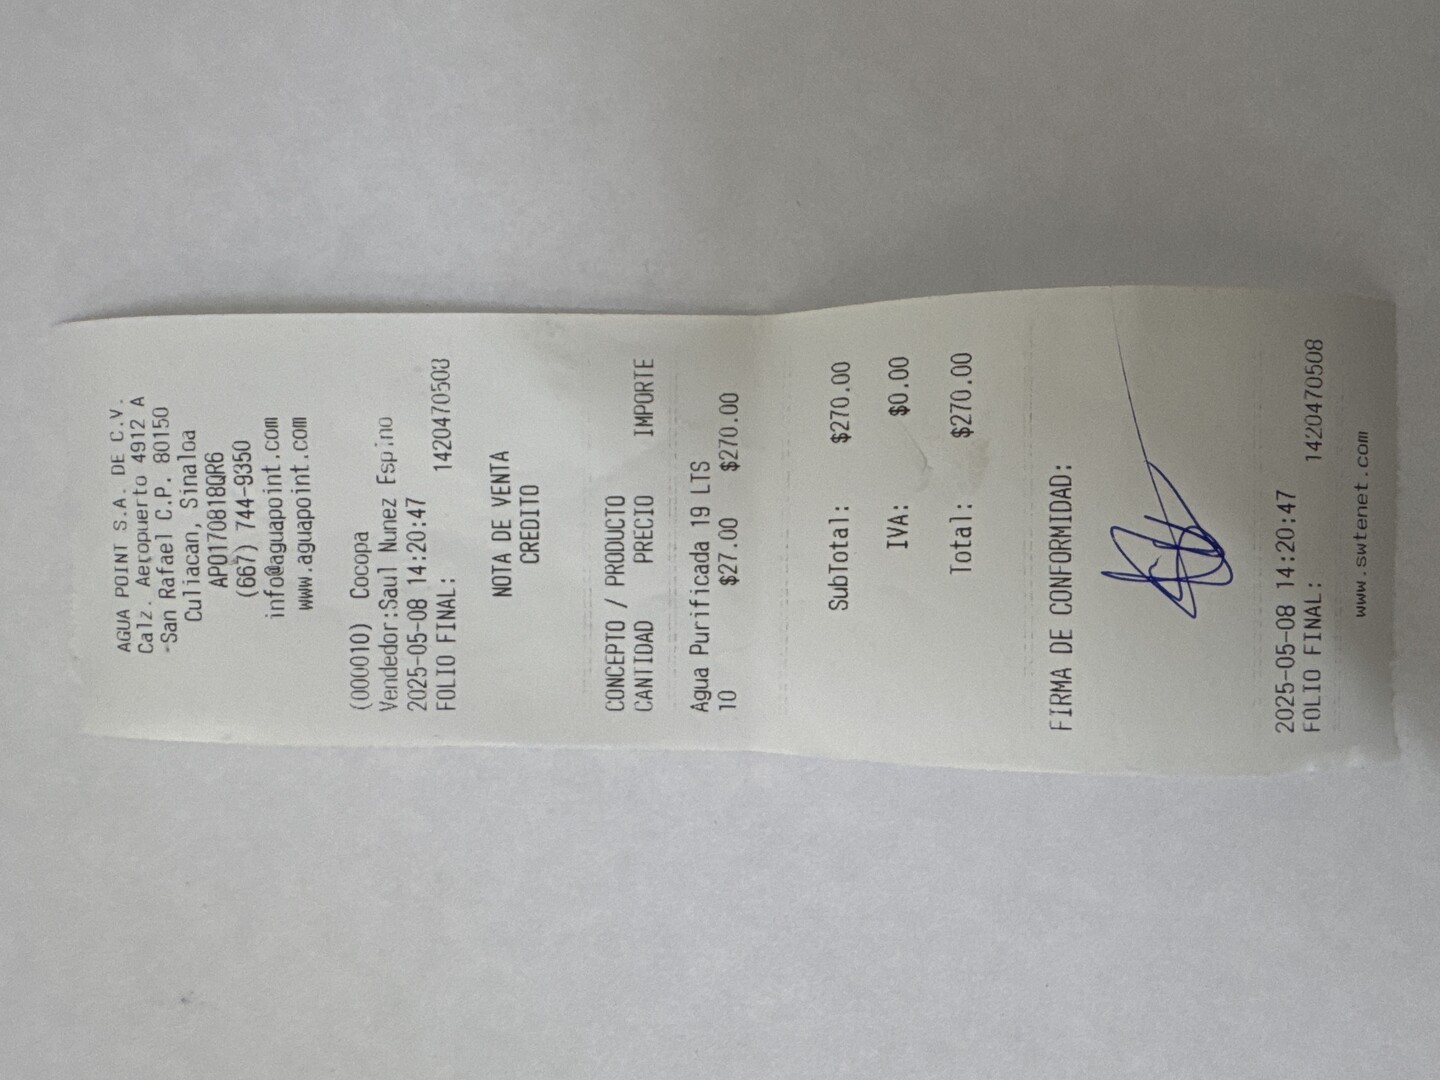 AGUA POINT S.A. DE C.V.
Calz. Aeropuerto 4912 A
San Rafael C.P. 80150
Culiacan, Sinaloa
APO170818QR6
(667) 744-9350
info@aguapoint.com
www.aguapoint.com
(000010) Cocopa
Vendedor:Saul Nunez Espino
2025-05-08 14:20:47
FOLIO FINAL: 1420470508
NOTA DE VENTA
CREDITO
CONCEPTO / PRODUCTO
CANTIDAD PRECIO IMPORTE
Agua Purificada 19 LTS
10 $27.00 $270.00
SubTotal: $270.00
IVA: $0.00
Total: $270.00
FIRMA DE CONFORMIDAD:
2025-05-08 14:20:47
FOLIO FINAL: 1420470508
www.swtenet.com